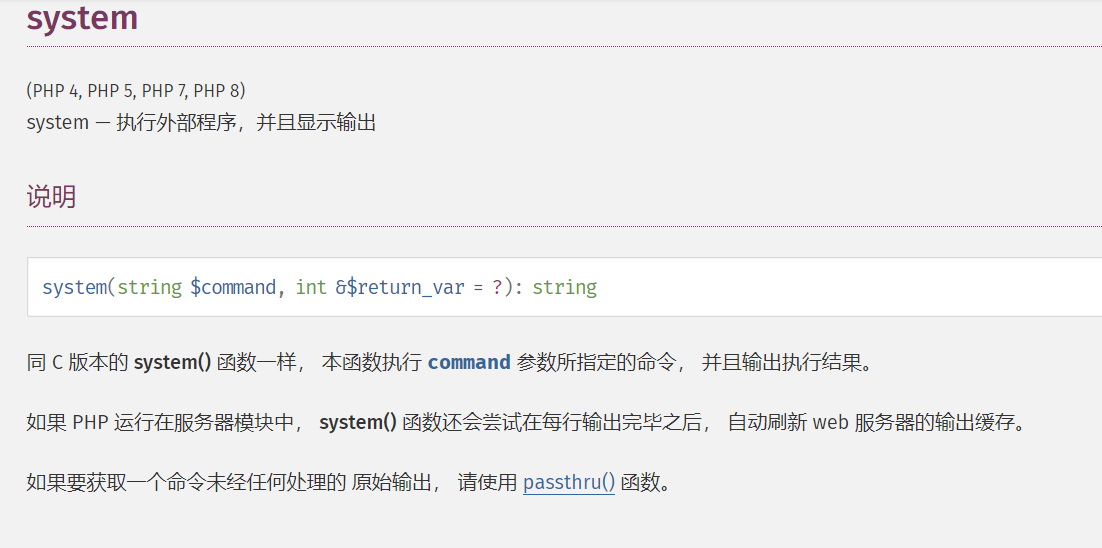 system
(PHP 4, PHP 5, PHP 7, PHP 8)
system — 执行外部程序，并且显示输出
说明
system(string $command, int &$return_var = ?): string
同 C 版本的 system() 函数一样， 本函数执行 command 参数所指定的命令， 并且输出执行结果。
如果 PHP 运行在服务器模块中， system() 函数还会尝试在每行输出完毕之后， 自动刷新 web 服务器的输出缓存。
如果要获取一个命令未经任何处理的 原始输出， 请使用 passthru() 函数。